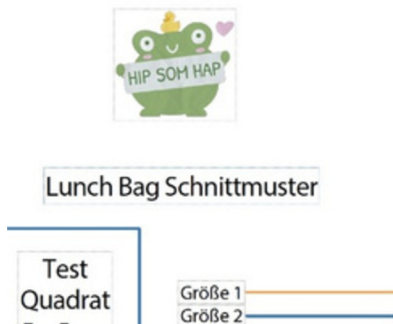 HIP SOM HAP
Lunch Bag Schnittmuster
Test
Quadrat
Größe 1
Größe 2